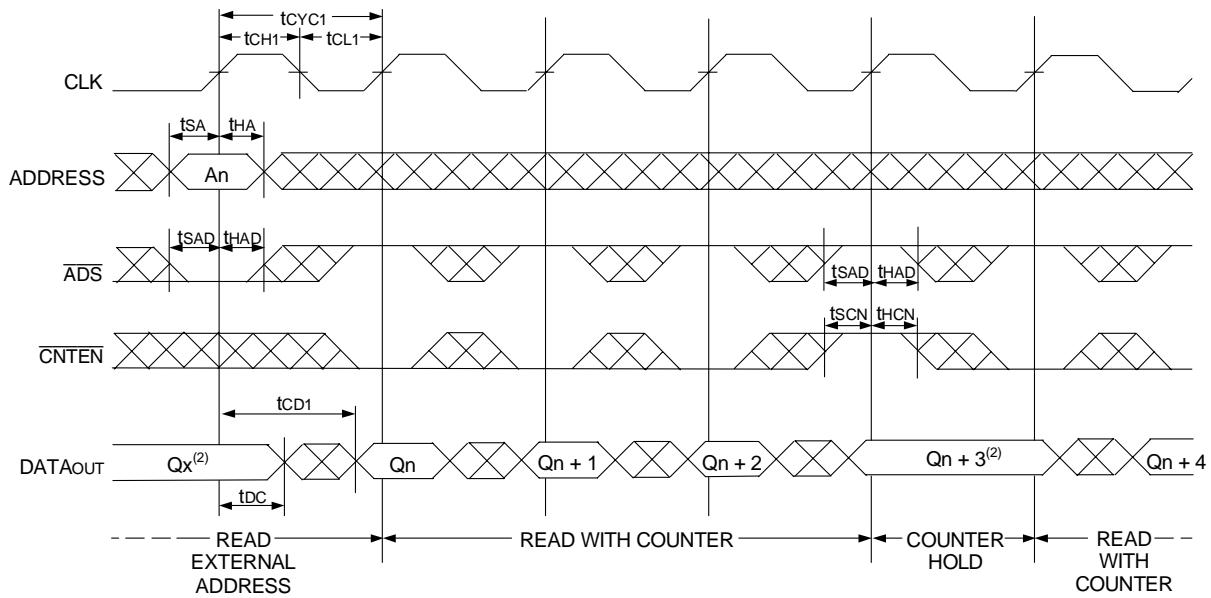 tCYC1
tCH1 tCL1
CLK
tSA tHA
ADDRESS An
tSAD tHAD
ADS
tSAD tHAD
tSCN tHCN
CNTEN
tCD1
DATAOUT Qx(2) Qn Qn + 1 Qn + 2 Qn + 3(2) Qn + 4
tDC
READ EXTERNAL ADDRESS
READ WITH COUNTER
COUNTER HOLD
READ WITH COUNTER